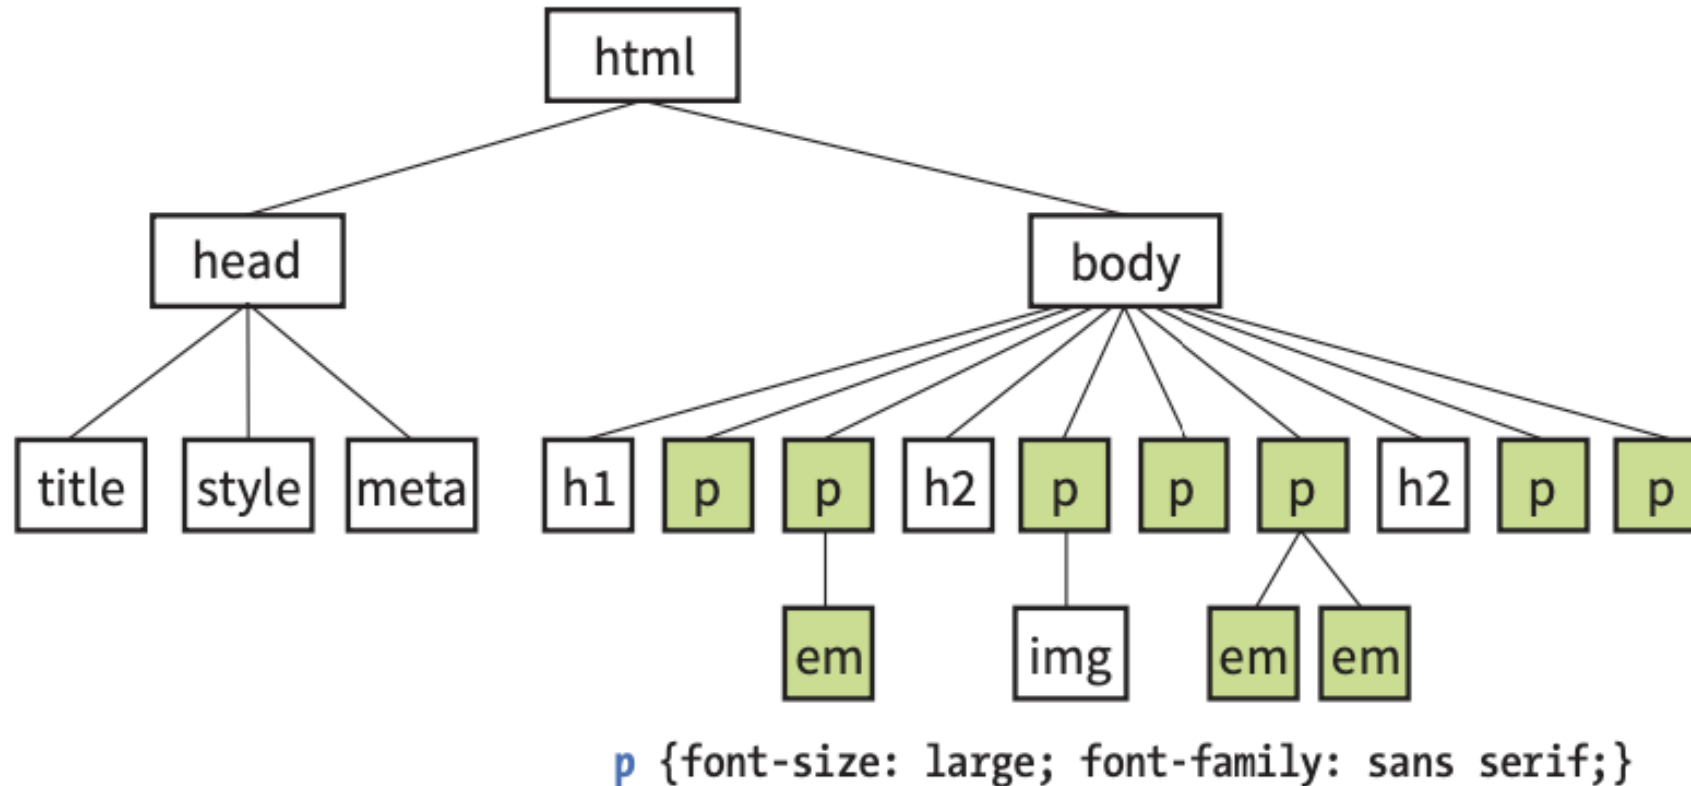 html
head body
title style meta h1 p p h2 p p p h2 p p
em img em em
p {font-size: large; font-family: sans serif;}